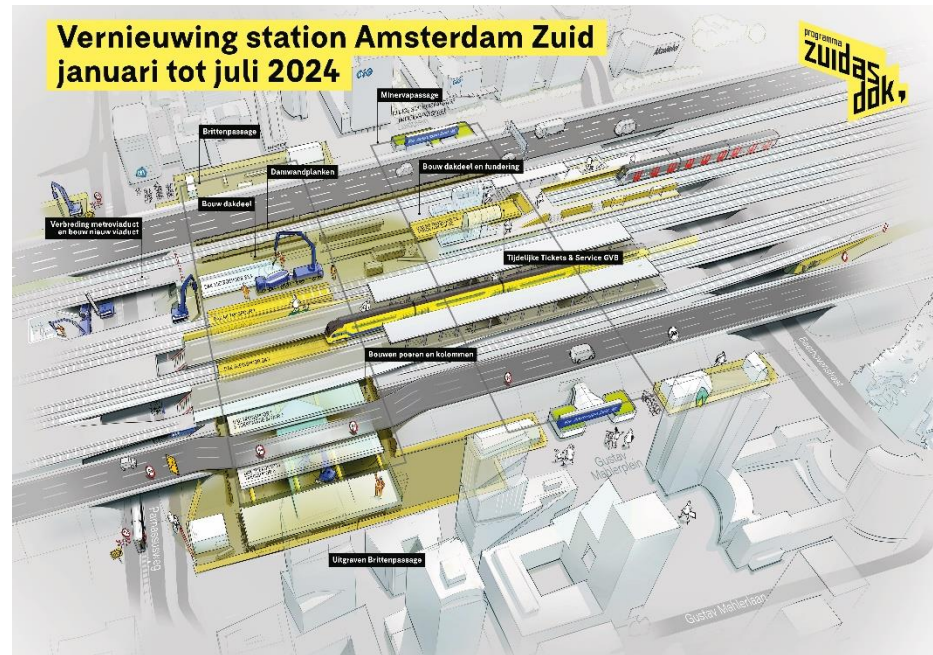 Vernieuwing station Amsterdam Zuid
januari tot juli 2024
programma
zuidas
dok,
Minervapassage
Brittenpassage
Damwandplanken
Bouw dakdeel en fundering
Bouw dakdeel
Verbreding metroviaduct
en bouw nieuw viaduct
Tijdelijke Tickets & Service GVB
Bouwen poeren en kolommen
Gustav
Mahlerplein
Parnassusweg
Uitgraven Brittenpassage
Gustav Mahlerlaan